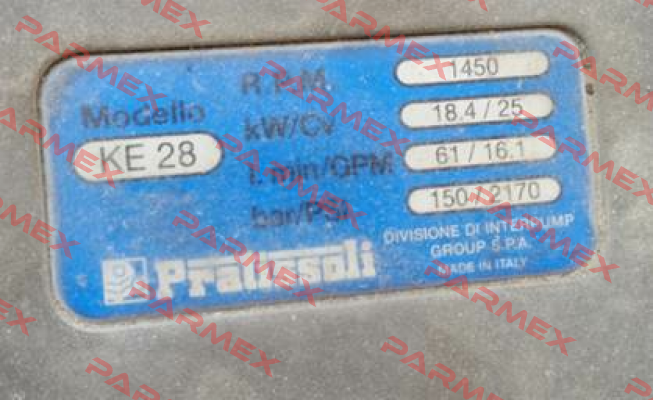 Modello
KE 28
R.P.M. 1450
kW/CV 18.4 / 25
l. min/GPM 61 / 16.1
bar/PSI 150 / 2170
Pratissoli
DIVISIONE DI INTERPUMP
GROUP S.P.A.
MADE IN ITALY
PARMEX